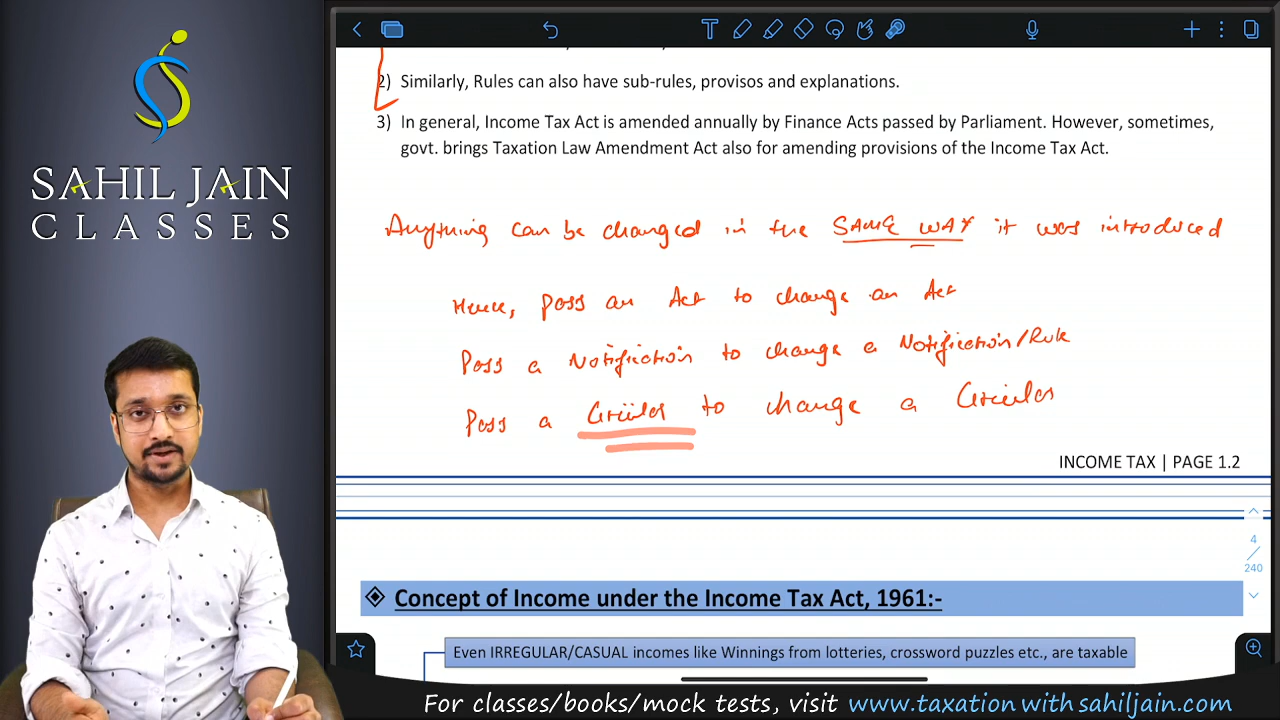 2) Similarly, Rules can also have sub-rules, provisos and explanations.
3) In general, Income Tax Act is amended annually by Finance Acts passed by Parliament. However, sometimes,
govt. brings Taxation Law Amendment Act also for amending provisions of the Income Tax Act.
SAHIL JAIN
CLASSES
Anything can be changed in the SAME WAY it was introduced
Hence, Pass an Act to change an Act
Pass a Notification to change a Notification/Rule
Pass a Circular to change a Circular
INCOME TAX | PAGE 1.2
4
/
240
Concept of Income under the Income Tax Act, 1961:-
Even IRREGULAR/CASUAL incomes like Winnings from lotteries, crossword puzzles etc., are taxable
For classes/books/mock tests, visit www.taxationwithsahiljain.com